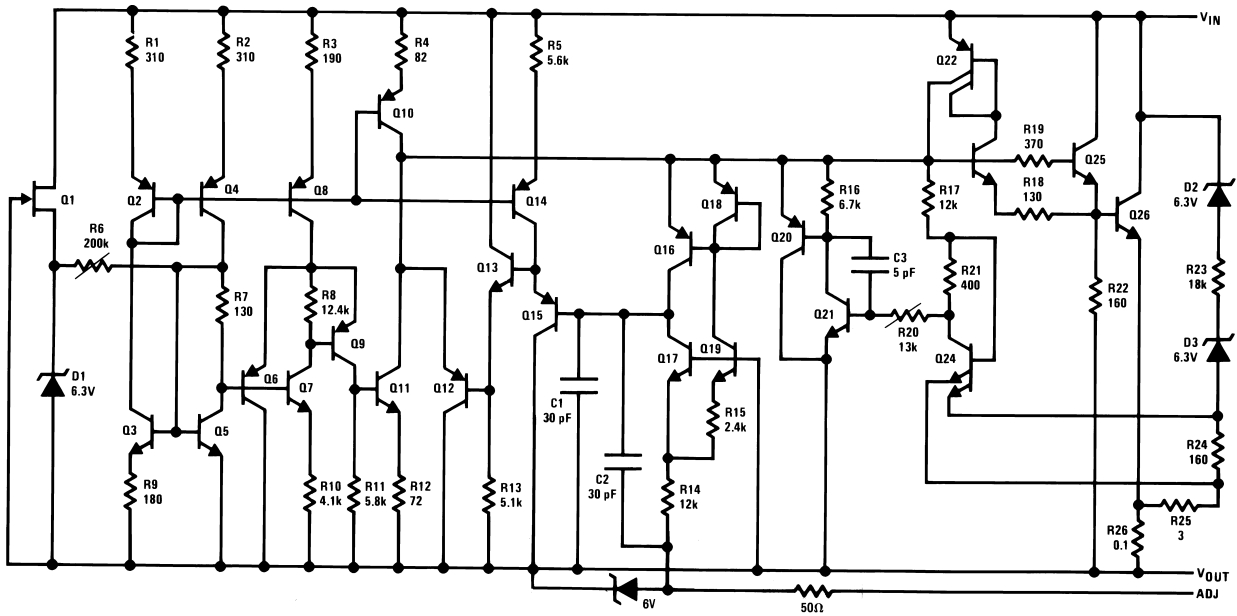 R1
310
R2
310
R3
190
R4
82
R5
5.6k
V_IN
Q22
Q10
R19
370
Q25
R18
130
D2
6.3V
Q1
Q2
Q4
Q8
Q14
Q18
R16
6.7k
R17
12k
Q26
R6
200k
Q13
Q16
Q20
C3
5 pF
R21
400
R23
18k
R7
130
R8
12.4k
Q15
Q21
R20
13k
R22
160
Q9
Q17
Q19
Q24
D3
6.3V
D1
6.3V
Q6
Q7
Q11
Q12
C1
30 pF
R15
2.4k
Q3
Q5
R24
160
R9
180
R10
4.1k
R11
5.8k
R12
72
R13
5.1k
C2
30 pF
R14
12k
R25
3
R26
0.1
V_OUT
6V
50Ω
ADJ